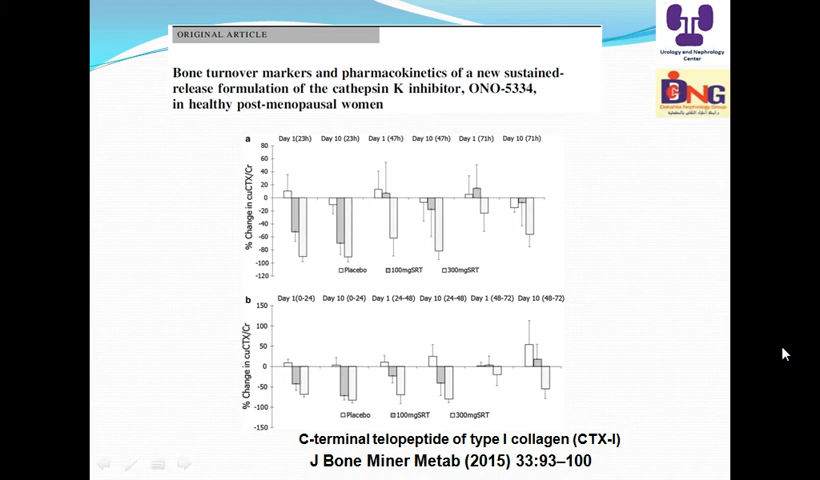 ORIGINAL ARTICLE
Urology and Nephrology
Center
Bone turnover markers and pharmacokinetics of a new sustained-
release formulation of the cathepsin K inhibitor, ONO-5334,
in healthy post-menopausal women
DNG
a
Day 1(23h) Day 10 (23h) Day 1 (47h) Day 10 (47h) Day 1 (71h) Day 10 (71h)
% Change in cuCTX/Cr
80
60
40
20
0
-20
-40
-60
-80
-100
-120
Placebo 100mgSRT 300mgSRT
b
Day 1(0-24) Day 10 (0-24) Day 1 (24-48) Day 10 (24-48) Day 1 (48-72) Day 10 (48-72)
% Change in cuCTX/Cr
150
100
50
0
-50
-100
-150
Placebo 100mgSRT 300mgSRT
C-terminal telopeptide of type I collagen (CTX-I)
J Bone Miner Metab (2015) 33:93–100